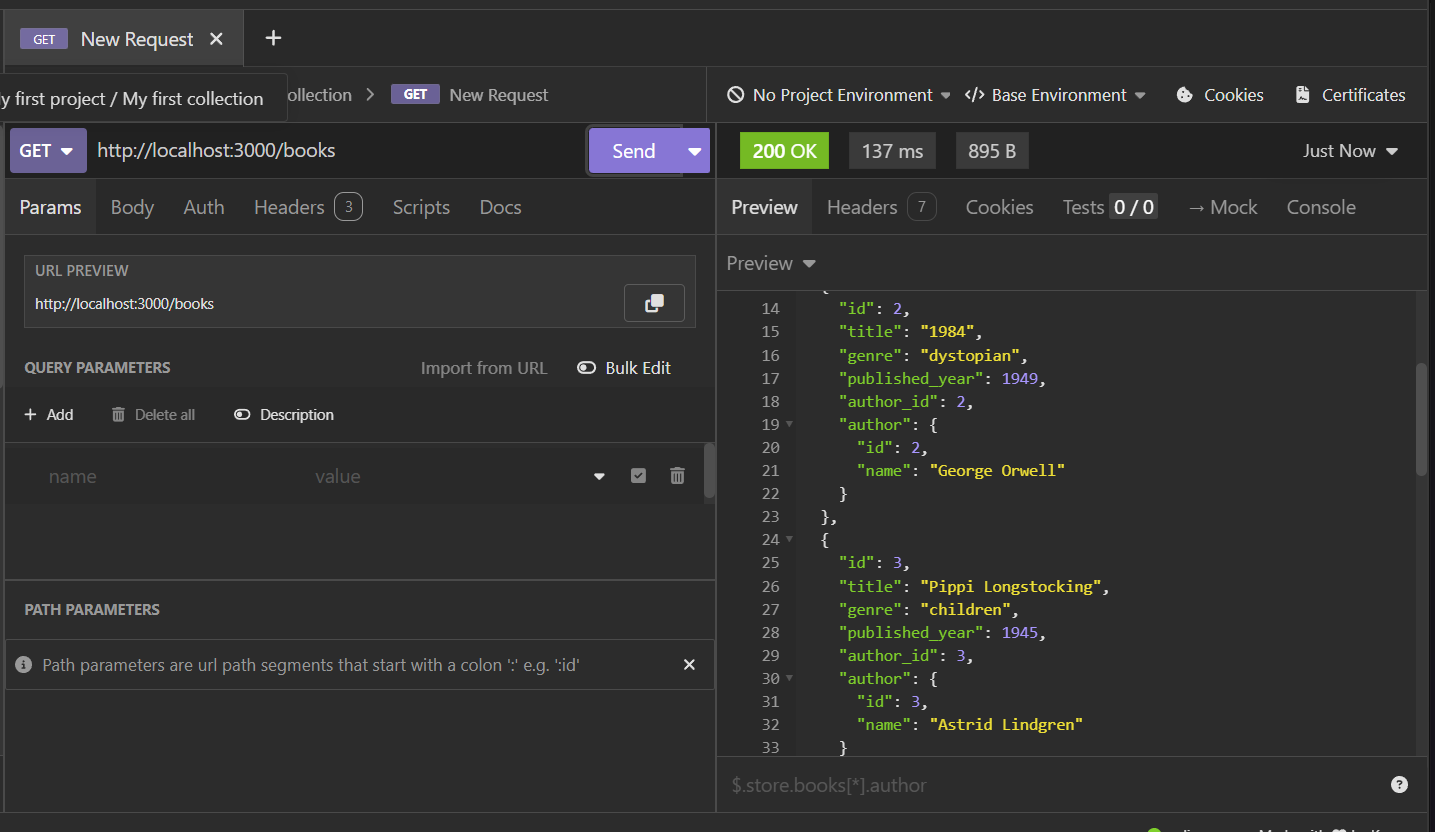 GET New Request
y first project / My first collection
ollection > GET New Request
No Project Environment </> Base Environment Cookies Certificates
GET http://localhost:3000/books Send
200 OK 137 ms 895 B Just Now
Params Body Auth Headers 3 Scripts Docs
Preview Headers 7 Cookies Tests 0 / 0 → Mock Console
URL PREVIEW
http://localhost:3000/books
QUERY PARAMETERS Import from URL Bulk Edit
+ Add Delete all Description
name value
PATH PARAMETERS
Path parameters are url path segments that start with a colon ':' e.g. ':id'
Preview
{
14 "id": 2,
15 "title": "1984",
16 "genre": "dystopian",
17 "published_year": 1949,
18 "author_id": 2,
19 "author": {
20 "id": 2,
21 "name": "George Orwell"
22 }
23 },
24 {
25 "id": 3,
26 "title": "Pippi Longstocking",
27 "genre": "children",
28 "published_year": 1945,
29 "author_id": 3,
30 "author": {
31 "id": 3,
32 "name": "Astrid Lindgren"
33 }
$.store.books[*].author